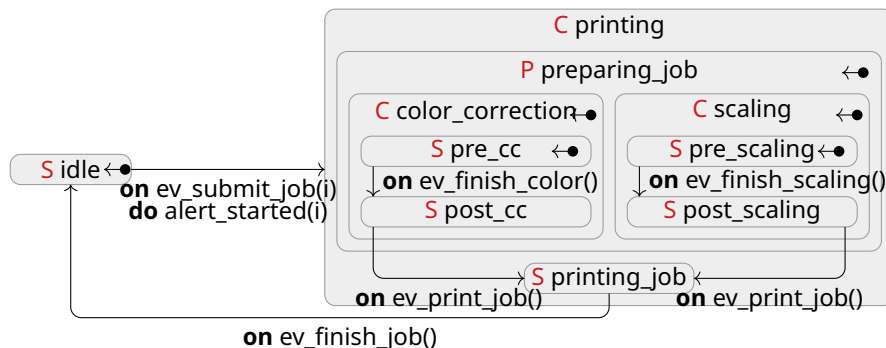 C printing
P preparing_job
C color_correction
C scaling
S pre_cc
S pre_scaling
S idle
on ev_submit_job(i)
do alert_started(i)
on ev_finish_color()
on ev_finish_scaling()
S post_cc
S post_scaling
S printing_job
on ev_print_job()
on ev_print_job()
on ev_finish_job()